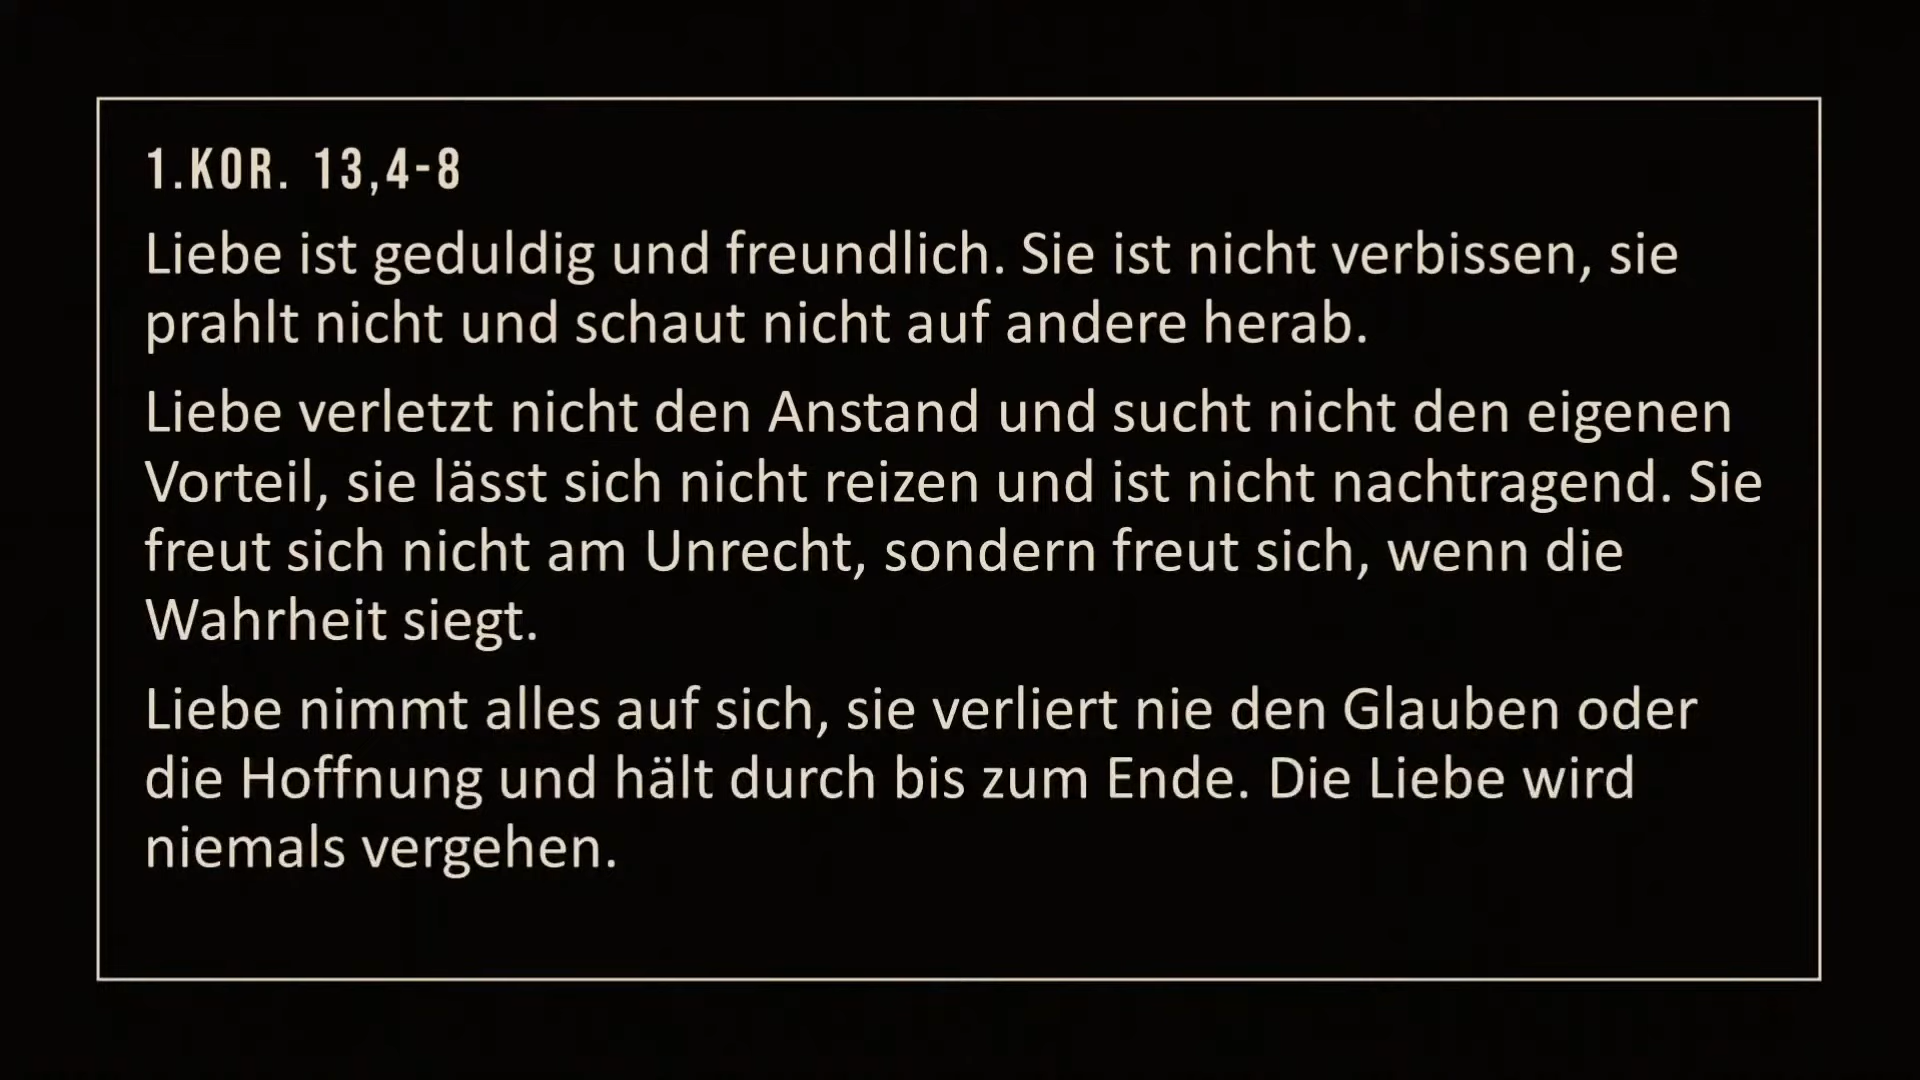 1.KOR. 13,4-8
Liebe ist geduldig und freundlich. Sie ist nicht verbissen, sie
prahlt nicht und schaut nicht auf andere herab.
Liebe verletzt nicht den Anstand und sucht nicht den eigenen
Vorteil, sie lässt sich nicht reizen und ist nicht nachtragend. Sie
freut sich nicht am Unrecht, sondern freut sich, wenn die
Wahrheit siegt.
Liebe nimmt alles auf sich, sie verliert nie den Glauben oder
die Hoffnung und hält durch bis zum Ende. Die Liebe wird
niemals vergehen.